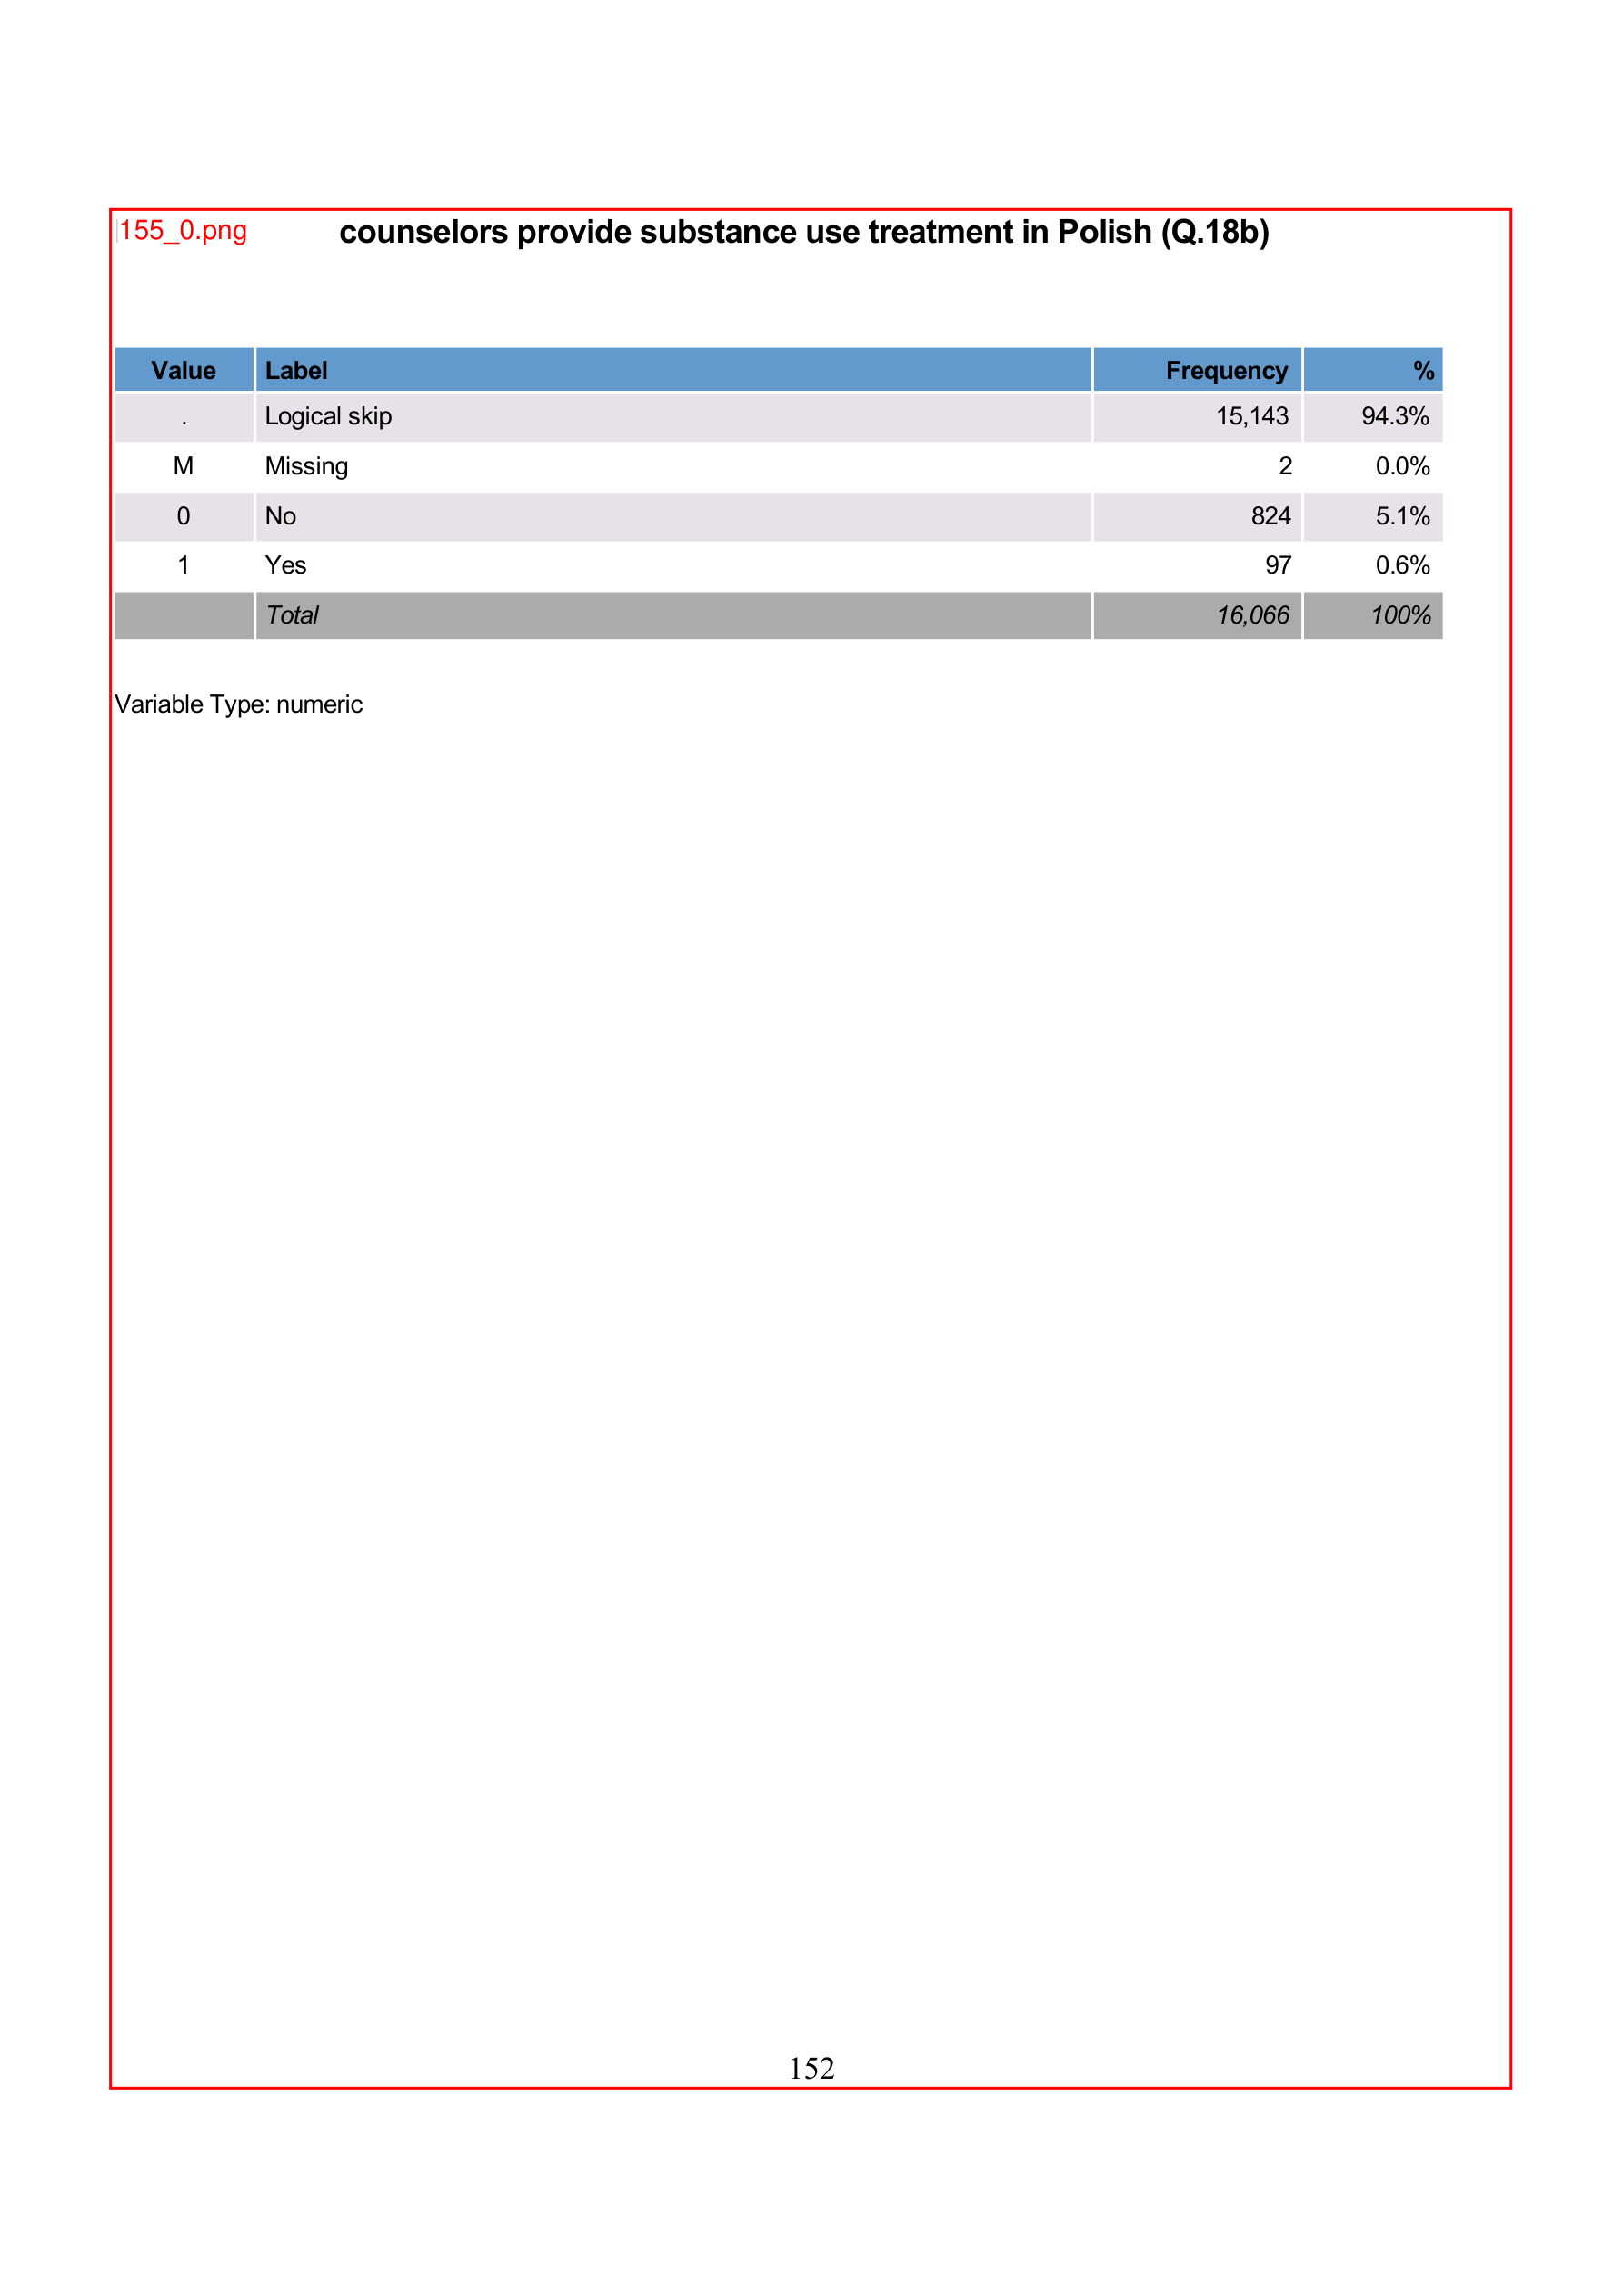 155_0.png counselors provide substance use treatment in Polish (Q.18b)
Value Label Frequency %
. Logical skip 15,143 94.3%
M Missing 2 0.0%
0 No 824 5.1%
1 Yes 97 0.6%
Total 16,066 100%
Variable Type: numeric
152